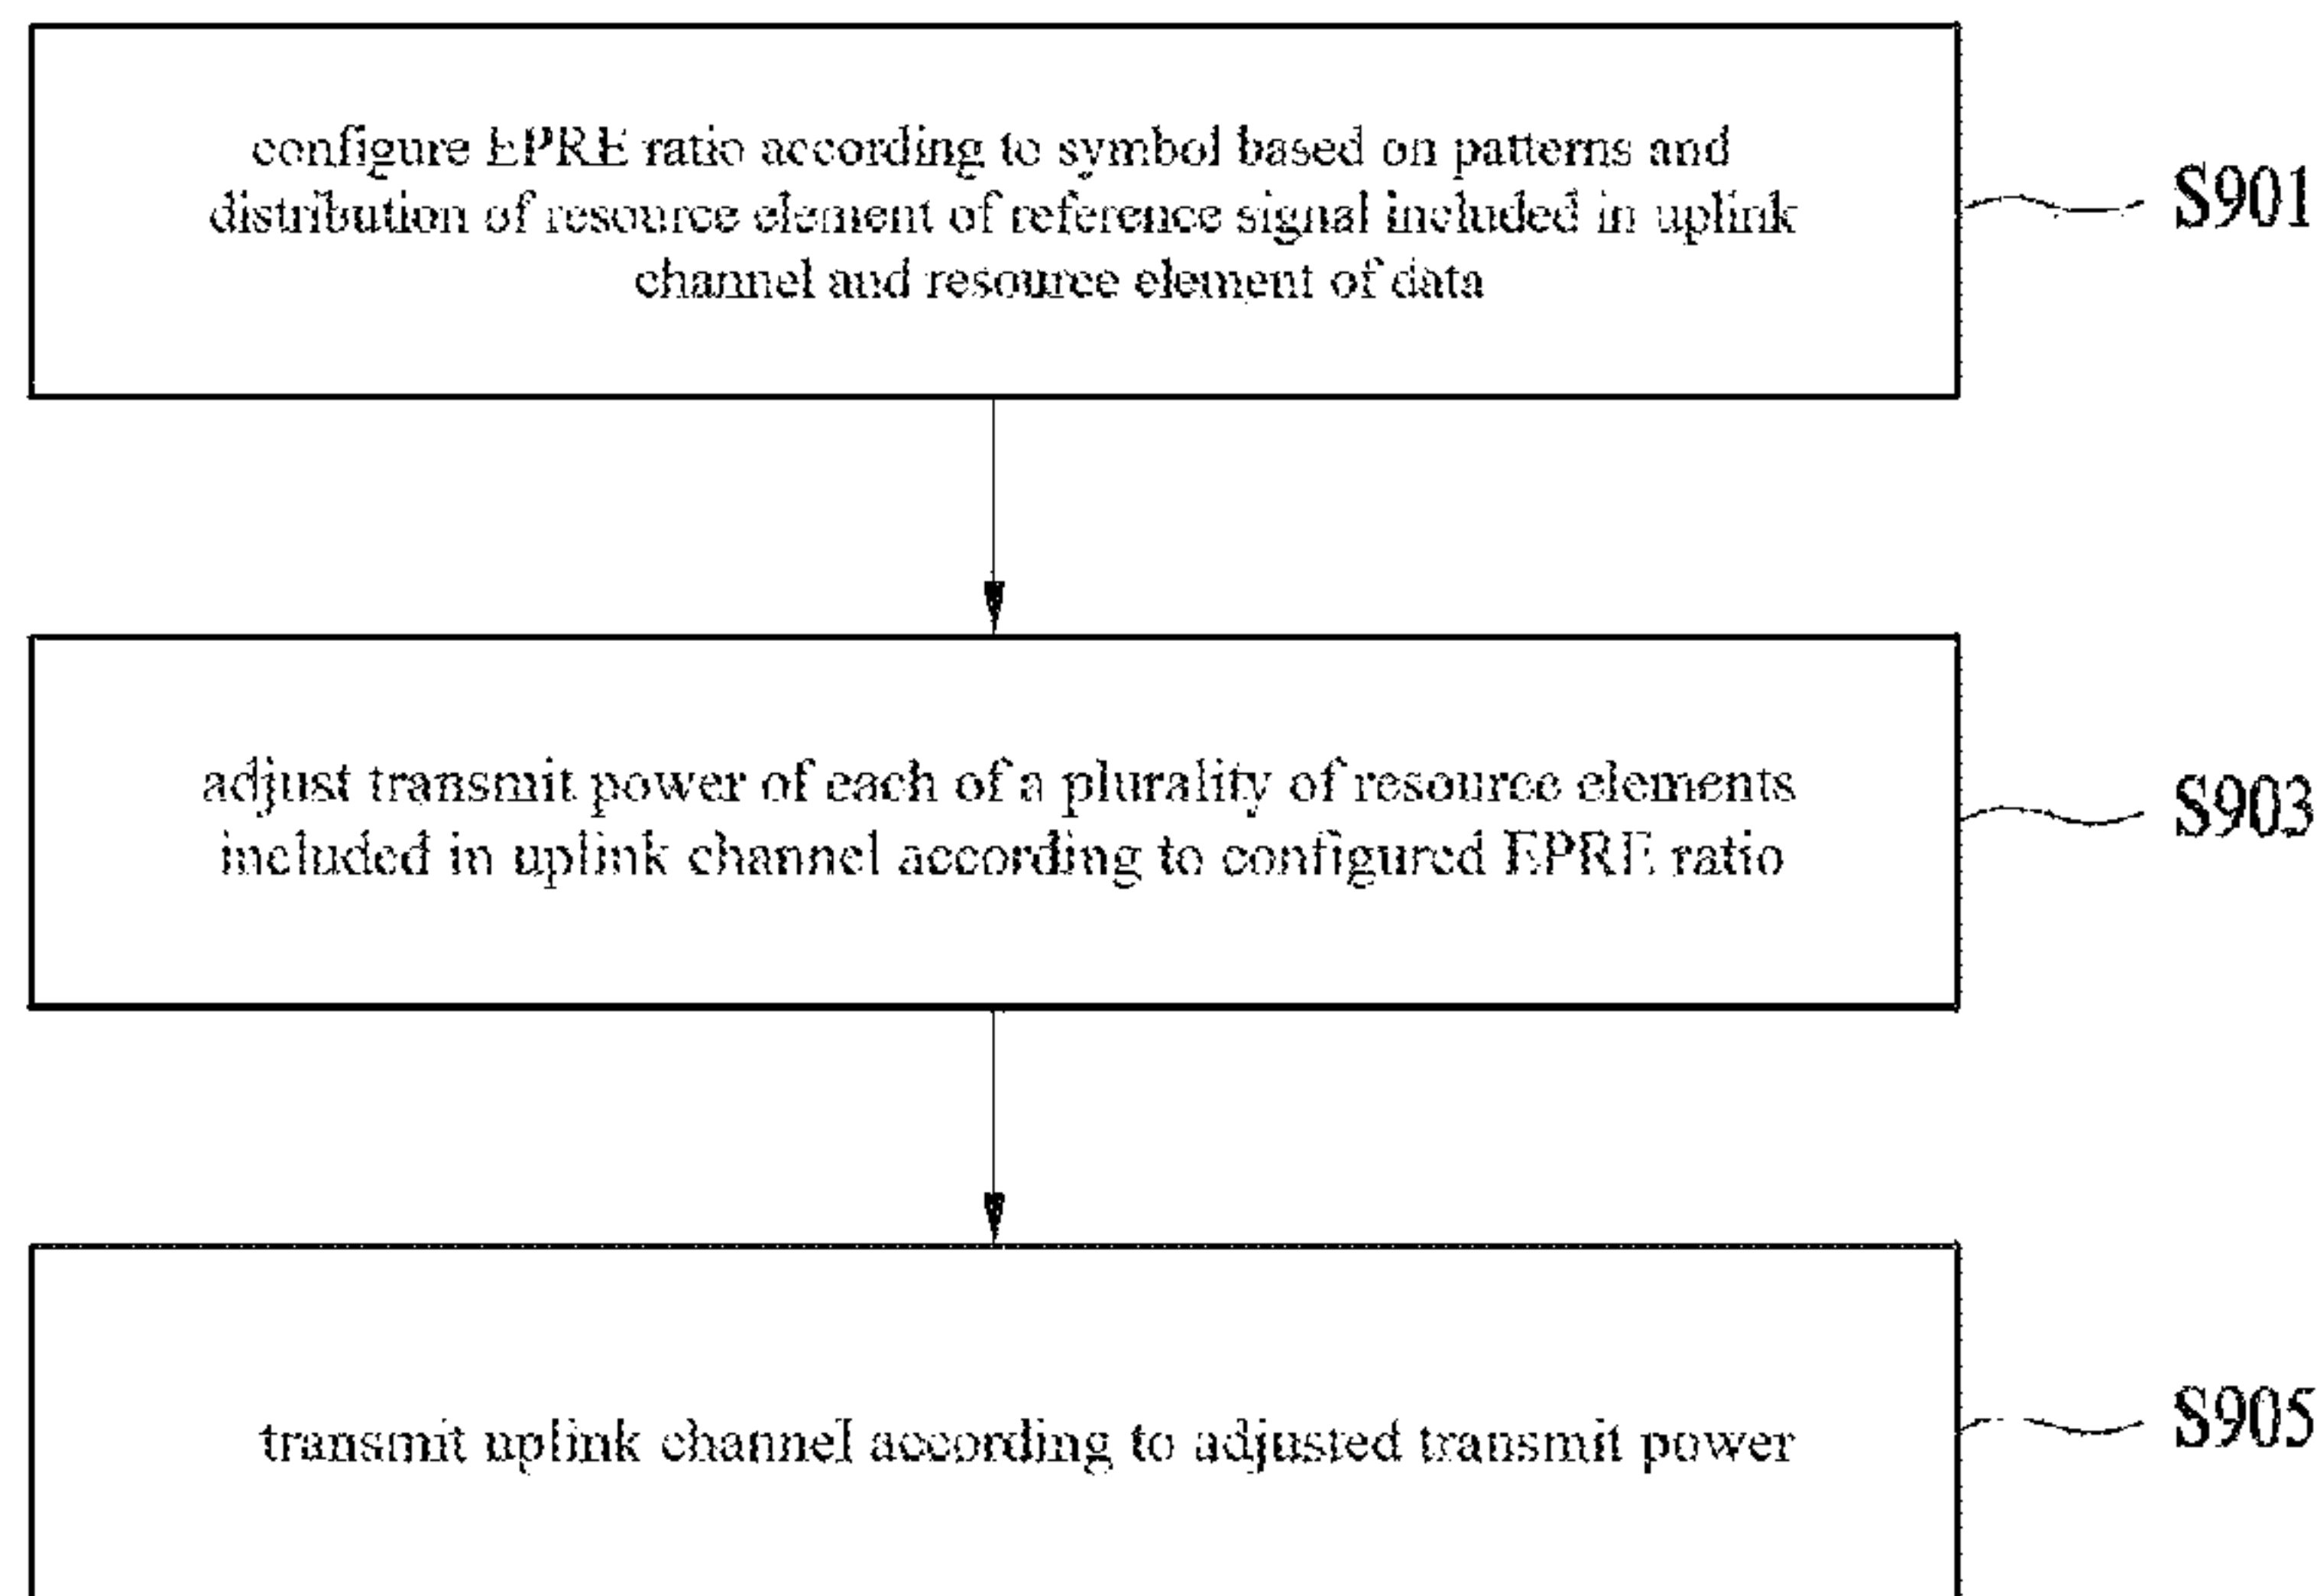 configure EPRE ratio according to symbol based on patterns and
distribution of resource element of reference signal included in uplink
channel and resource element of data
S901
adjust transmit power of each of a plurality of resource elements
included in uplink channel according to configured EPRE ratio
S903
transmit uplink channel according to adjusted transmit power
S905